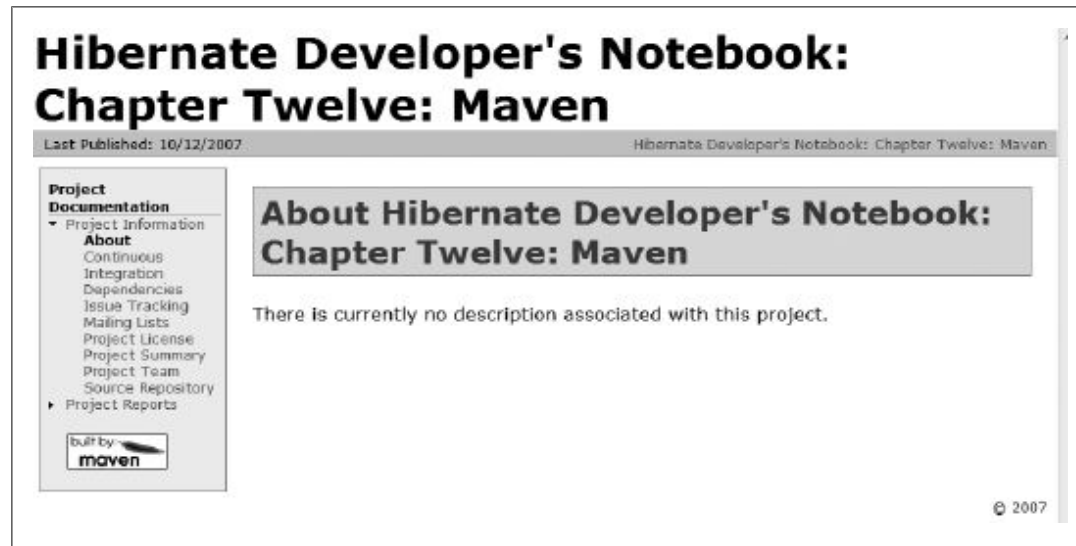 Hibernate Developer's Notebook:
Chapter Twelve: Maven
Last Published: 10/12/2007
Hibernate Developer's Notebook: Chapter Twelve: Maven
Project
Documentation
Project Information
About
Continuous
Integration
Dependencies
Issue Tracking
Mailing Lists
Project License
Project Summary
Project Team
Source Repository
Project Reports
built by
maven
About Hibernate Developer's Notebook:
Chapter Twelve: Maven
There is currently no description associated with this project.
© 2007